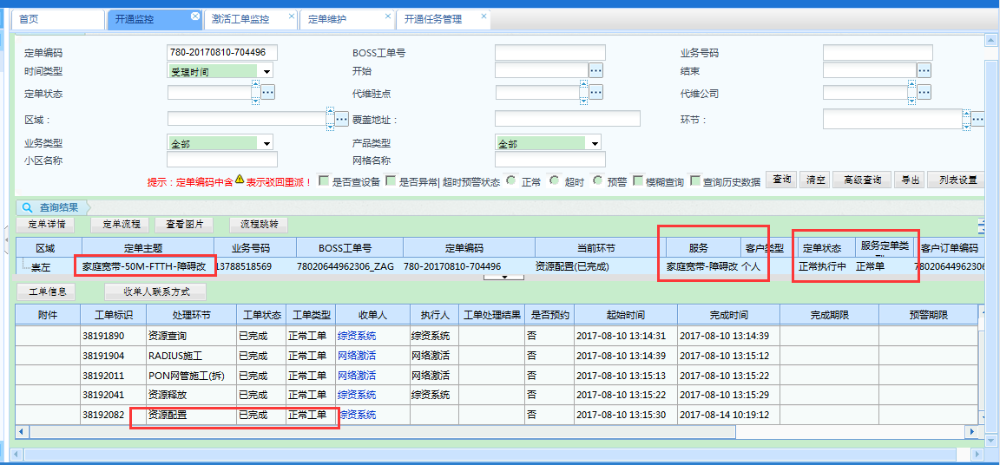 首页 开通监控 激活工单监控 定单维护 开通任务管理
定单编码 780-20170810-704496 BOSS工单号 业务号码
时间类型 受理时间 开始 结束
定单状态 代维驻点 代维公司
区域： 覆盖地址： 环节：
业务类型 全部 产品类型 全部
小区名称 网格名称
提示：定单编码中含 表示驳回重派！ 是否查设备 是否异常| 超时预警状态 正常 超时 预警 模糊查询 查询历史数据 查询 清空 高级查询 导出 列表设置
查询结果
定单详情 定单流程 查看图片 流程跳转
区域 定单主题 业务号码 BOSS工单号 定单编码 当前环节 服务 客户类型 定单状态 服务定单类 客户订单编码
崇左 家庭宽带-50M-FTTH-障碍改 13788518569 78020644962306_ZAG 780-20170810-704496 资源配置(已完成) 家庭宽带-障碍改 个人 正常执行中 正常单 78020644962306
工单信息 收单人联系方式
附件 工单标识 处理环节 工单状态 工单类型 收单人 执行人 工单处理结果 是否预约 起始时间 完成时间 完成期限 预警期限
38191890 资源查询 已完成 正常工单 综资系统 综资系统 否 2017-08-10 13:14:31 2017-08-10 13:14:39
38191904 RADIUS施工 已完成 正常工单 网络激活 网络激活 否 2017-08-10 13:14:39 2017-08-10 13:15:12
38192011 PON网管施工(拆) 已完成 正常工单 网络激活 网络激活 否 2017-08-10 13:15:13 2017-08-10 13:15:22
38192041 资源释放 已完成 正常工单 综资系统 综资系统 否 2017-08-10 13:15:22 2017-08-10 13:15:29
38192082 资源配置 已完成 正常工单 综资系统 否 2017-08-10 13:15:30 2017-08-14 10:19:12